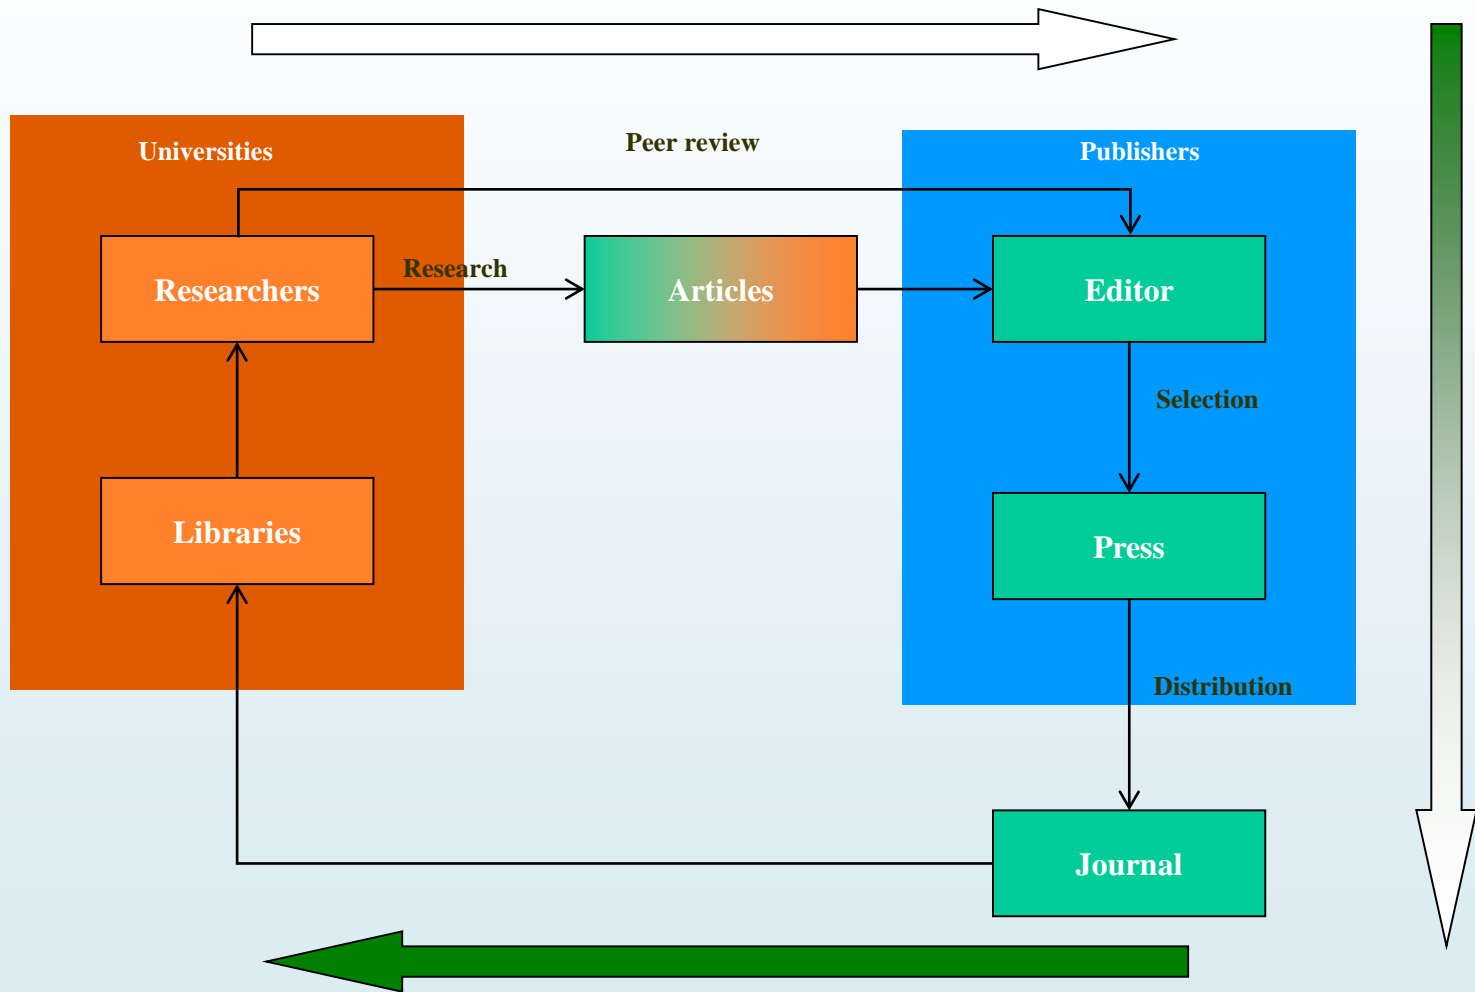 Peer review
Universities
Publishers
Research
Researchers
Articles
Editor
Selection
Libraries
Press
Distribution
Journal